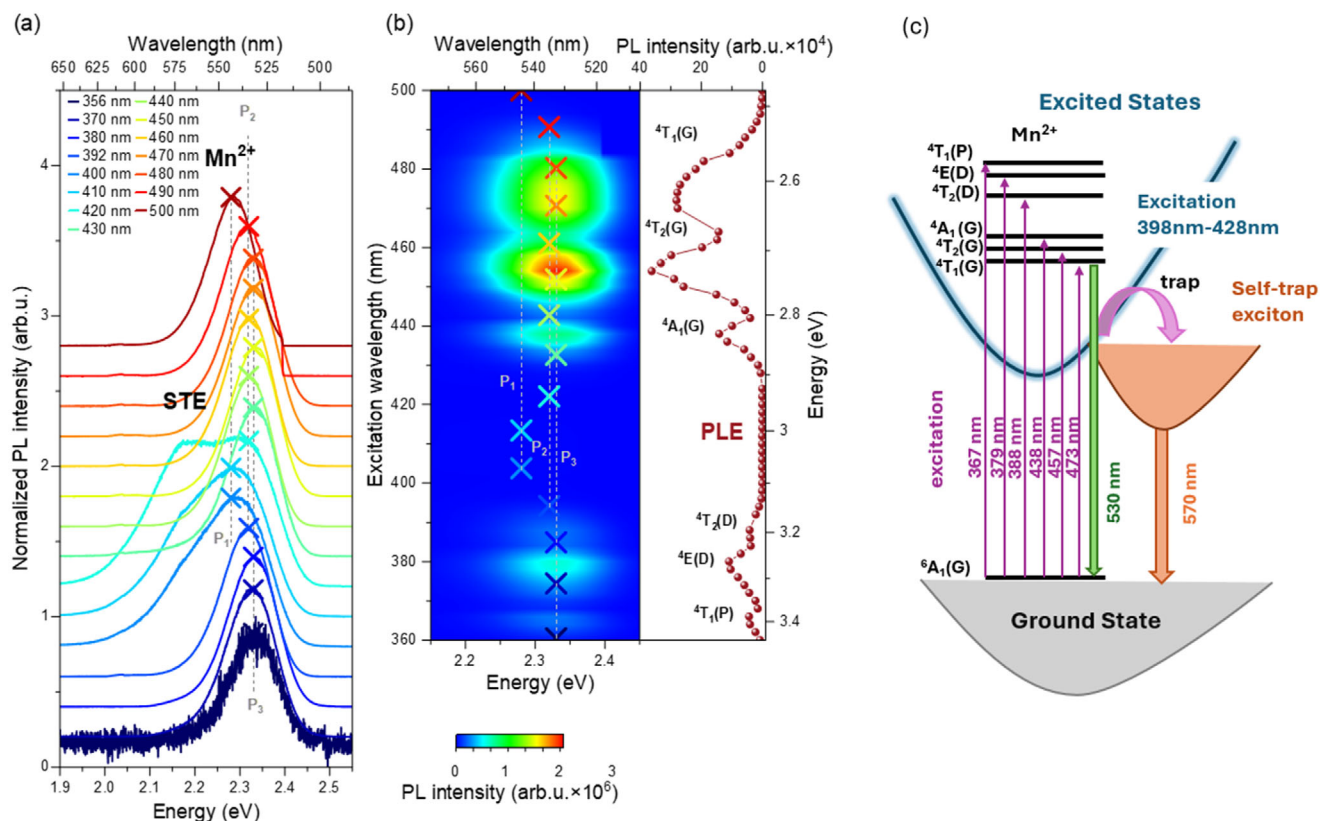 (a)
Wavelength (nm)
650 625 600 575 550 525 500
356 nm 440 nm
370 nm 450 nm
380 nm 460 nm
392 nm 470 nm
400 nm 480 nm
410 nm 490 nm
420 nm 500 nm
430 nm
P₂
Mn²⁺
STE
P₁
P₃
Normalized PL intensity (arb.u.)
4
3
2
1
0
1.9 2.0 2.1 2.2 2.3 2.4 2.5
Energy (eV)
(b)
Wavelength (nm)
560 540 520
PL intensity (arb.u.×10⁴)
40 20 0
Excitation wavelength (nm)
500
480
460
440
420
400
380
360
P₁
P₂
P₃
2.2 2.3 2.4
Energy (eV)
⁴T₁(G)
⁴T₂(G)
⁴A₁(G)
PLE
⁴T₂(D)
⁴E(D)
⁴T₁(P)
2.6
2.8
3
3.2
3.4
Energy (eV)
0 1 2 3
PL intensity (arb.u.×10⁶)
(c)
Excited States
Mn²⁺
⁴T₁(P)
⁴E(D)
⁴T₂(D)
⁴A₁(G)
⁴T₂(G)
⁴T₁(G)
Excitation
398nm-428nm
trap
Self-trap
exciton
excitation
367 nm
379 nm
388 nm
438 nm
457 nm
473 nm
530 nm
570 nm
⁶A₁(G)
Ground State